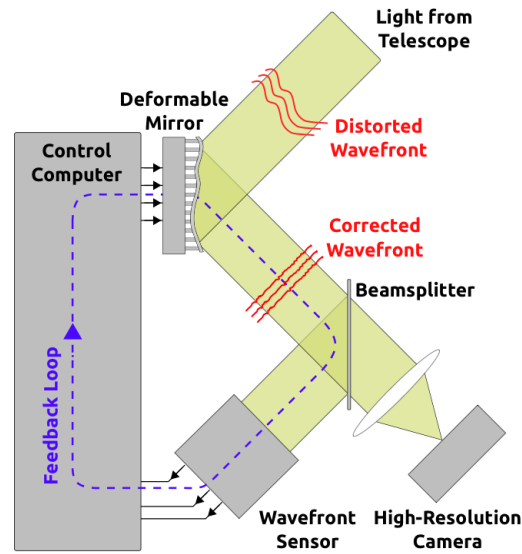 Light from
Telescope
Deformable
Mirror
Distorted
Wavefront
Control
Computer
Corrected
Wavefront
Beamsplitter
Feedback Loop
Wavefront
Sensor
High-Resolution
Camera